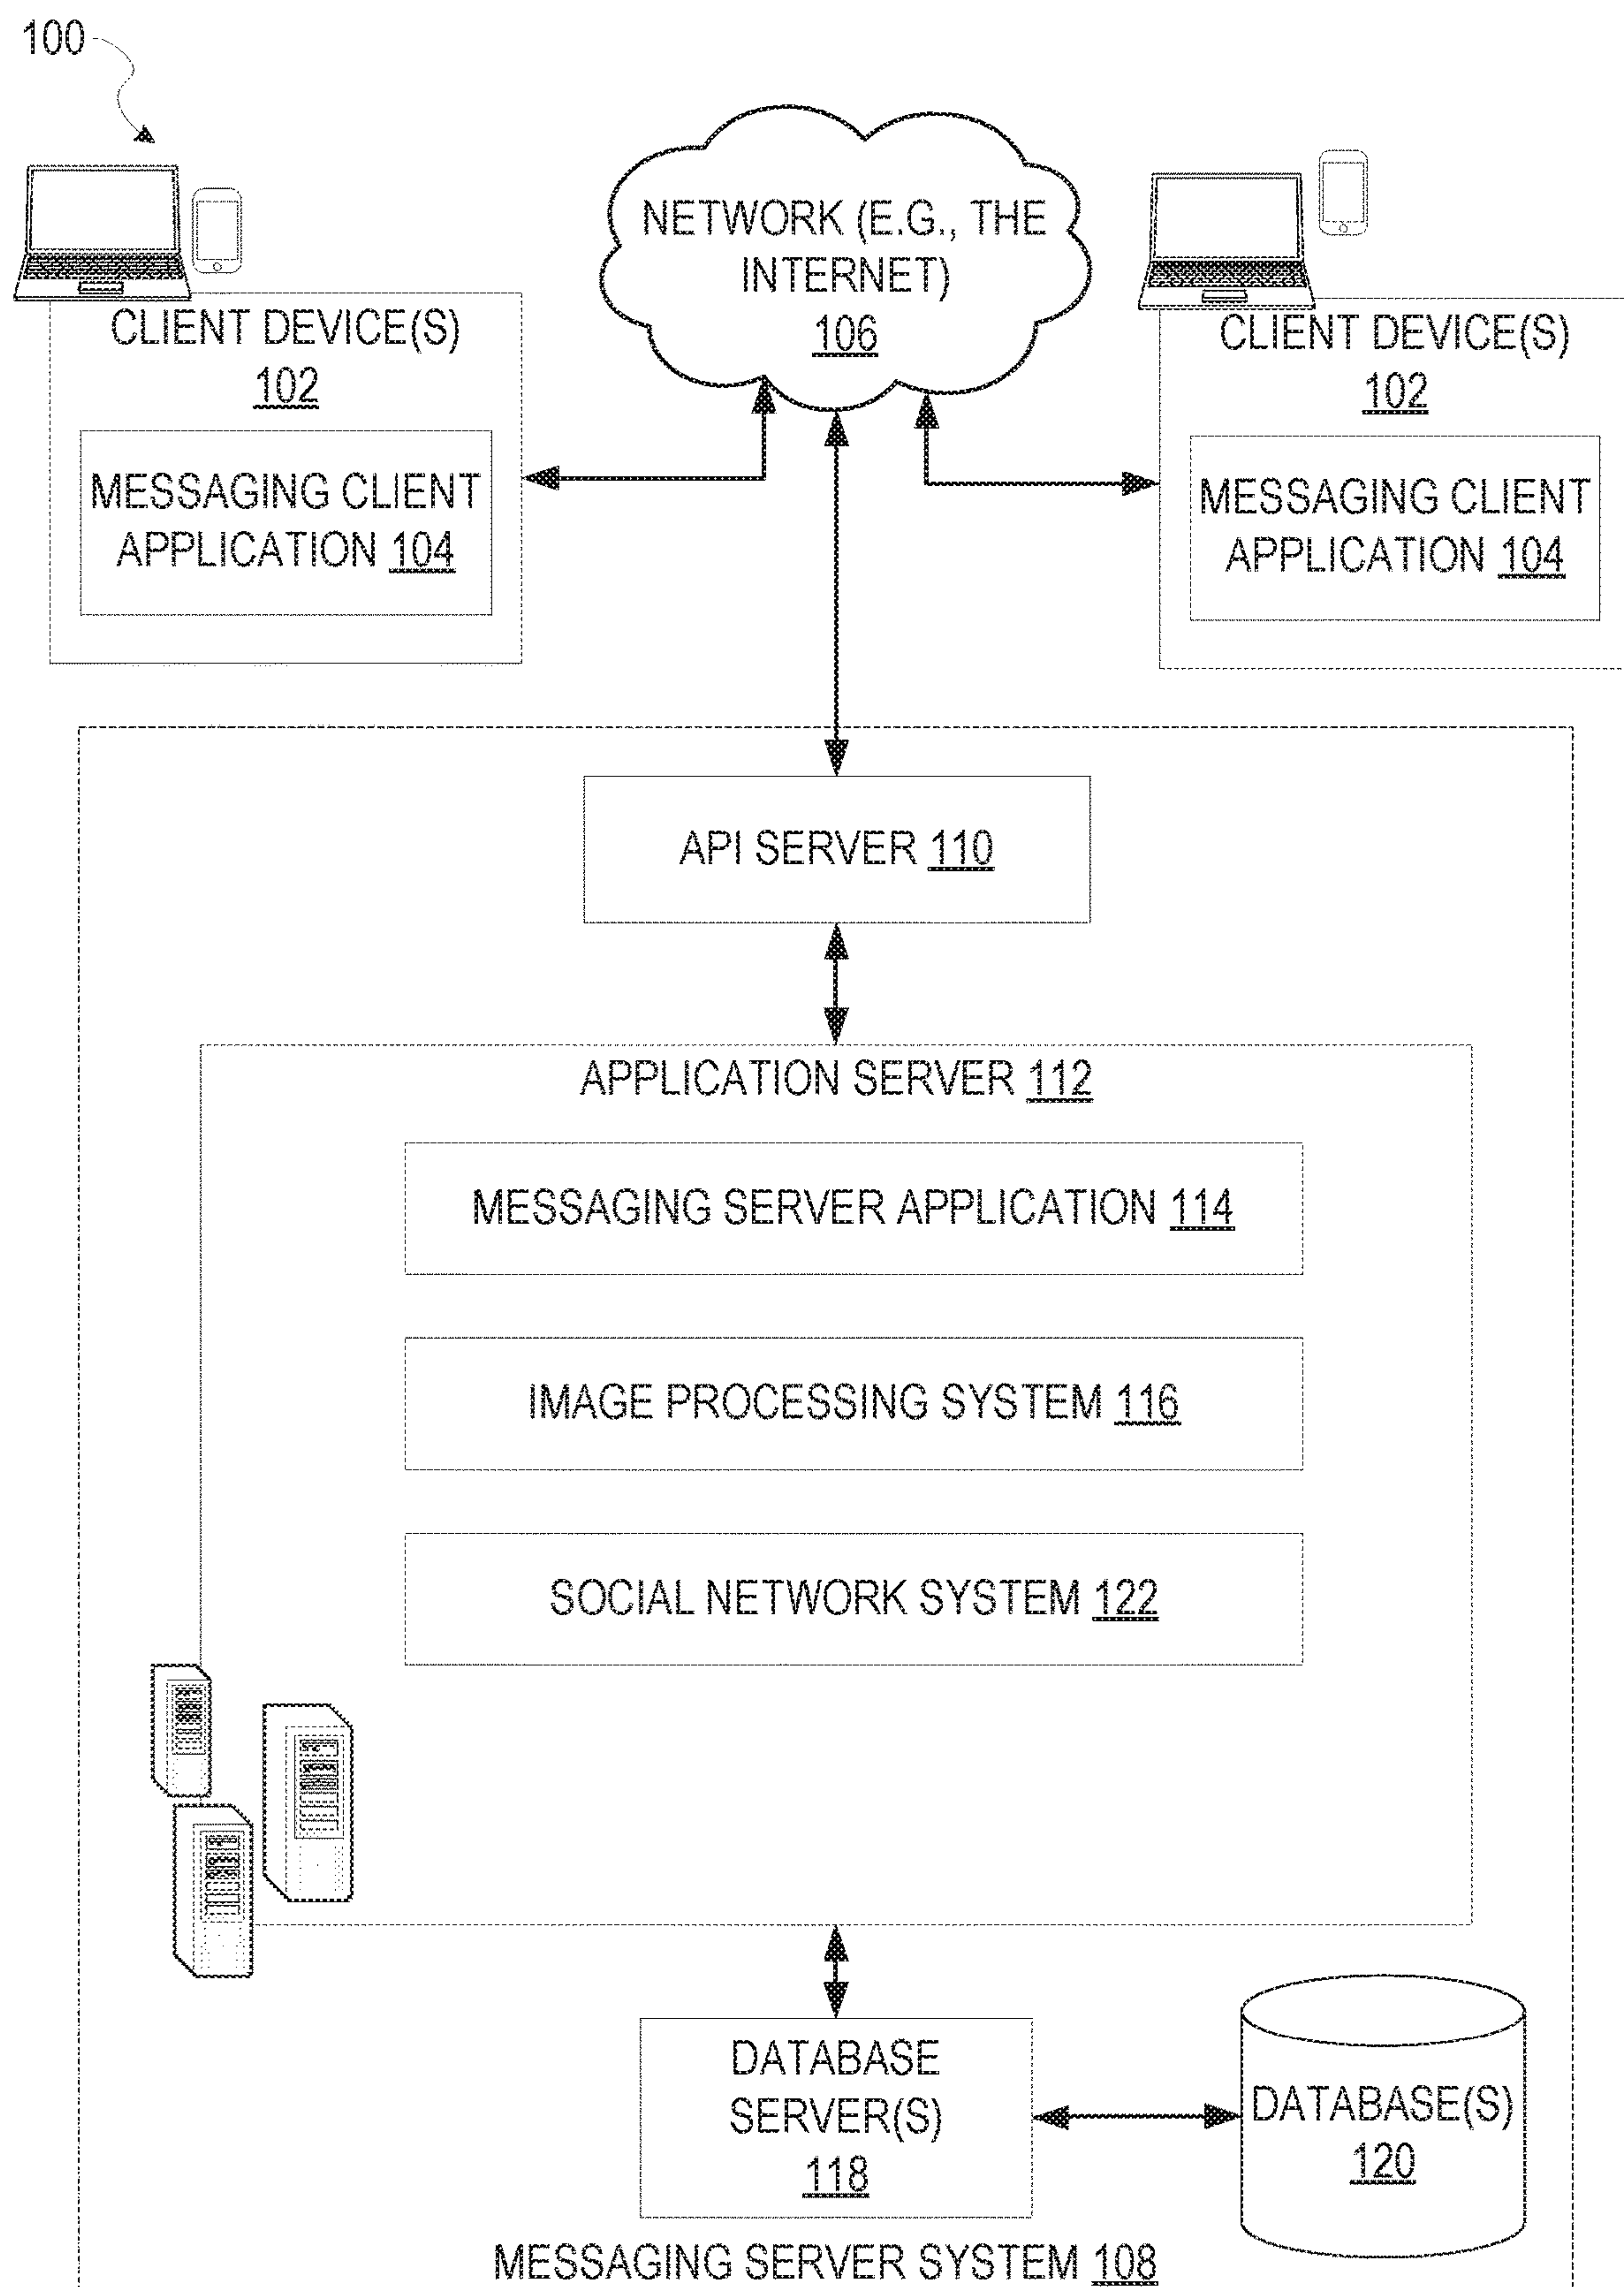 100
NETWORK (E.G., THE
INTERNET)
106
CLIENT DEVICE(S)
102
MESSAGING CLIENT
APPLICATION 104
CLIENT DEVICE(S)
102
MESSAGING CLIENT
APPLICATION 104
API SERVER 110
APPLICATION SERVER 112
MESSAGING SERVER APPLICATION 114
IMAGE PROCESSING SYSTEM 116
SOCIAL NETWORK SYSTEM 122
DATABASE
SERVER(S)
118
DATABASE(S)
120
MESSAGING SERVER SYSTEM 108